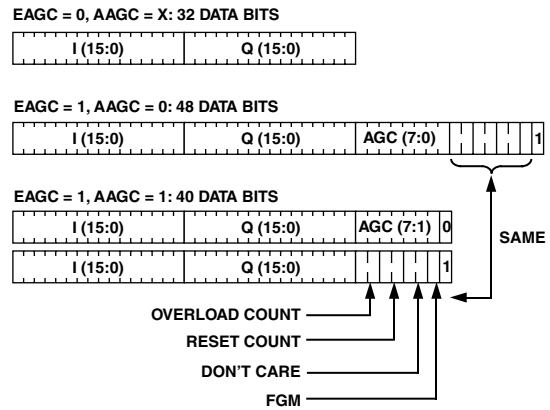 EAGC = 0, AAGC = X: 32 DATA BITS
I (15:0) Q (15:0)
EAGC = 1, AAGC = 0: 48 DATA BITS
I (15:0) Q (15:0) AGC (7:0) 1
EAGC = 1, AAGC = 1: 40 DATA BITS
I (15:0) Q (15:0) AGC (7:1) 0
SAME
I (15:0) Q (15:0) 1
OVERLOAD COUNT
RESET COUNT
DON'T CARE
FGM